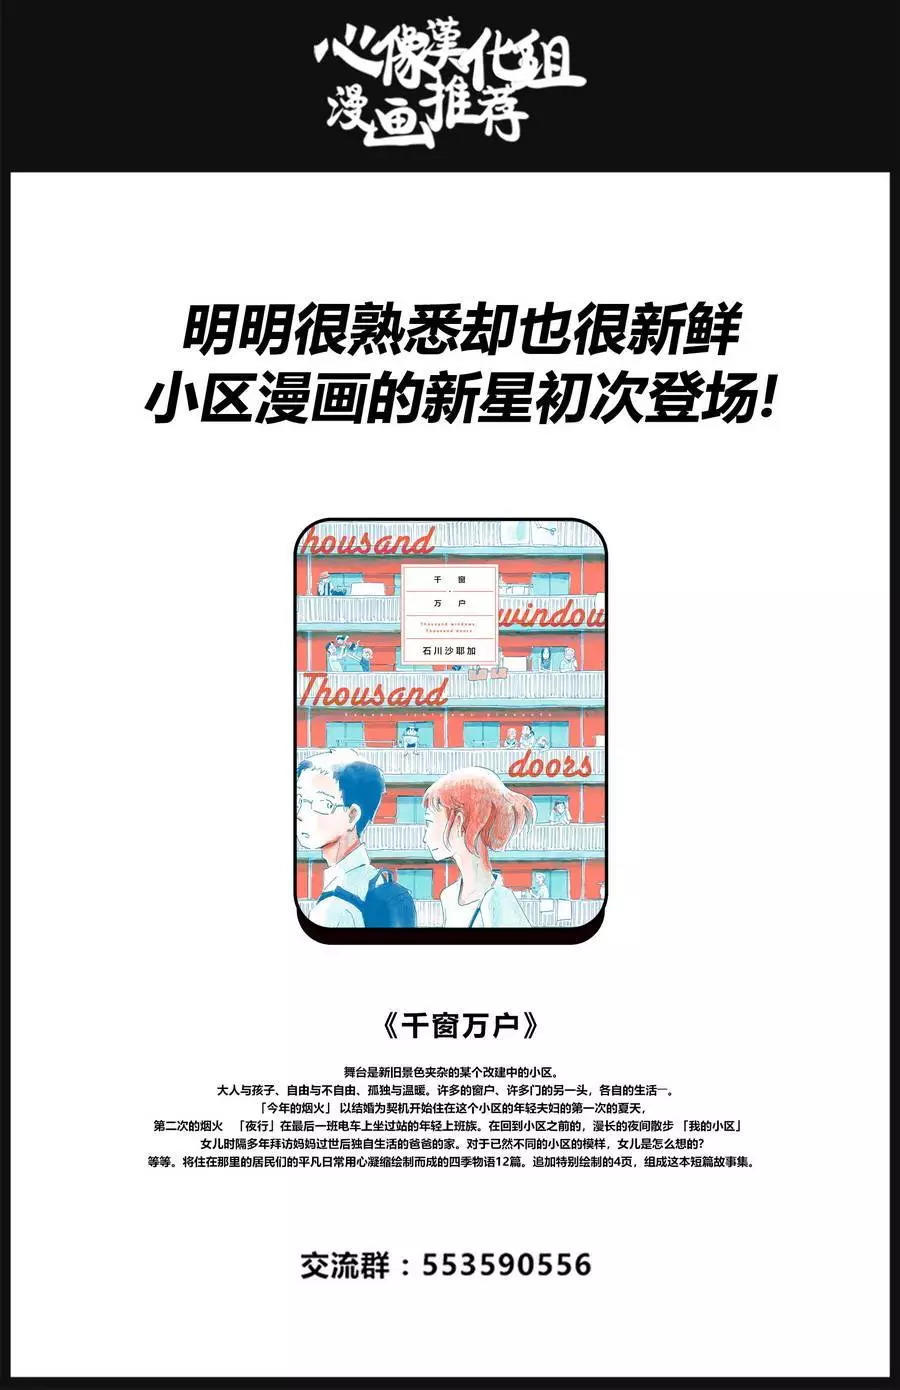 心像漢化组
漫画推荐
明明很熟悉却也很新鲜
小区漫画的新星初次登场!
housand
千 窗
万 户
window
Thousand windows,
Thousand doors.
石川沙耶加
Thousand
doors
《千窗万户》
舞台是新旧景色夹杂的某个改建中的小区。
大人与孩子、自由与不自由、孤独与温暖。许多的窗户、许多门的另一头，各自的生活一。
「今年的烟火」 以结婚为契机开始住在这个小区的年轻夫妇的第一次的夏天，
第二次的烟火 「夜行」在最后一班电车上坐过站的年轻上班族。在回到小区之前的，漫长的夜间散步 「我的小区」
女儿时隔多年拜访妈妈过世后独自生活的爸爸的家。对于已然不同的小区的模样，女儿是怎么想的？
等等。将住在那里的居民们的平凡日常用心凝缩绘制而成的四季物语12篇。追加特别绘制的4页，组成这本短篇故事集。
交流群：553590556